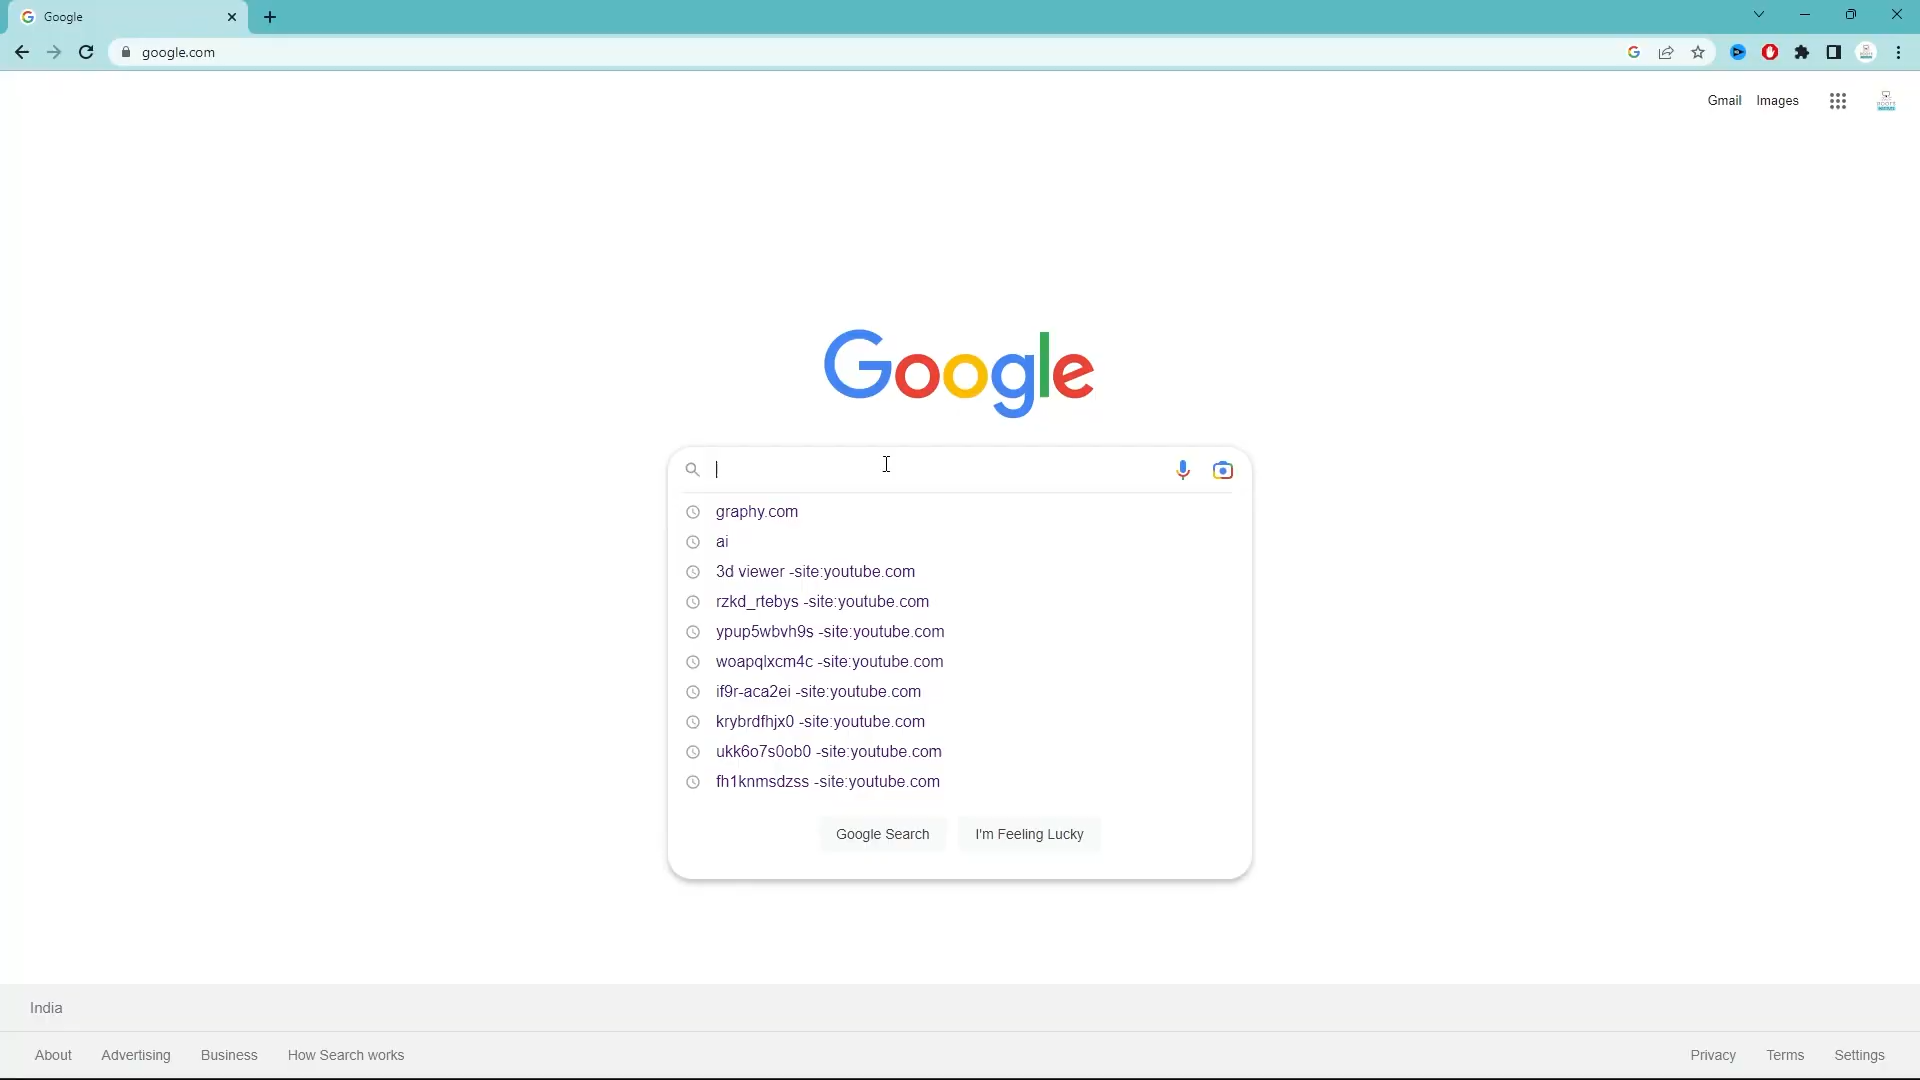 Google
google.com
Gmail Images
Google
graphy.com
ai
3d viewer -site:youtube.com
rzkd_rtebys -site:youtube.com
ypup5wbvh9s -site:youtube.com
woapqlxcm4c -site:youtube.com
if9r-aca2ei -site:youtube.com
krybrdfhjx0 -site:youtube.com
ukk6o7s0ob0 -site:youtube.com
fh1knmsdzss -site:youtube.com
Google Search I'm Feeling Lucky
India
About Advertising Business How Search works Privacy Terms Settings